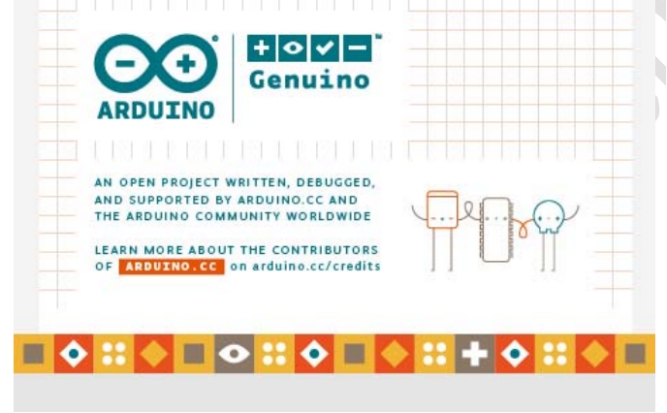 ARDUINO
Genuino
AN OPEN PROJECT WRITTEN, DEBUGGED,
AND SUPPORTED BY ARDUINO.CC AND
THE ARDUINO COMMUNITY WORLDWIDE
LEARN MORE ABOUT THE CONTRIBUTORS
OF ARDUINO.CC on arduino.cc/credits